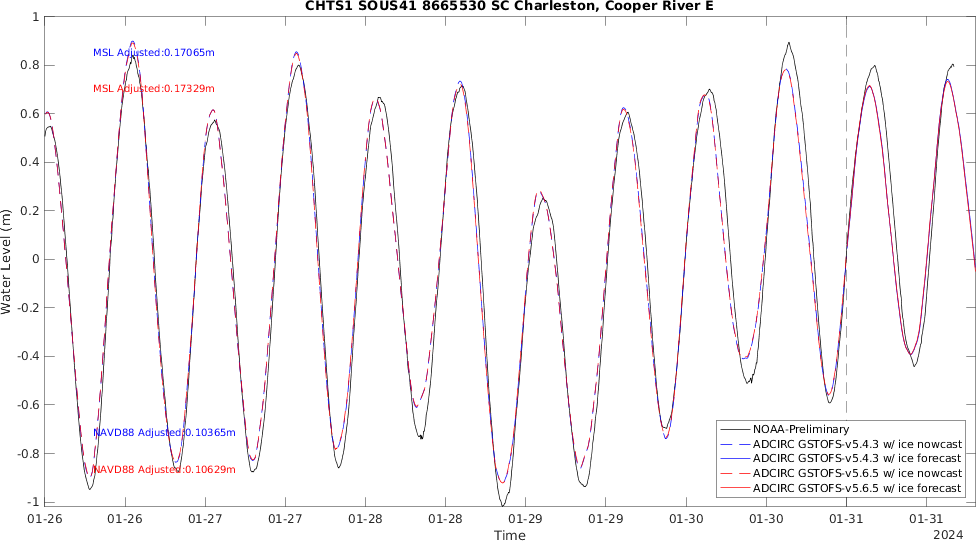 CHTS1 SOUS41 8665530 SC Charleston, Cooper River E
1
0.8
0.6
0.4
0.2
0
-0.2
-0.4
-0.6
-0.8
-1
Water Level (m)
MSL Adjusted:0.17065m
MSL Adjusted:0.17329m
NAVD88 Adjusted:0.10365m
NAVD88 Adjusted:0.10629m
NOAA-Preliminary
ADCIRC GSTOFS-v5.4.3 w/ ice nowcast
ADCIRC GSTOFS-v5.4.3 w/ ice forecast
ADCIRC GSTOFS-v5.6.5 w/ ice nowcast
ADCIRC GSTOFS-v5.6.5 w/ ice forecast
01-26 01-26 01-27 01-27 01-28 01-28 01-29 01-29 01-30 01-30 01-31 01-31
Time
2024